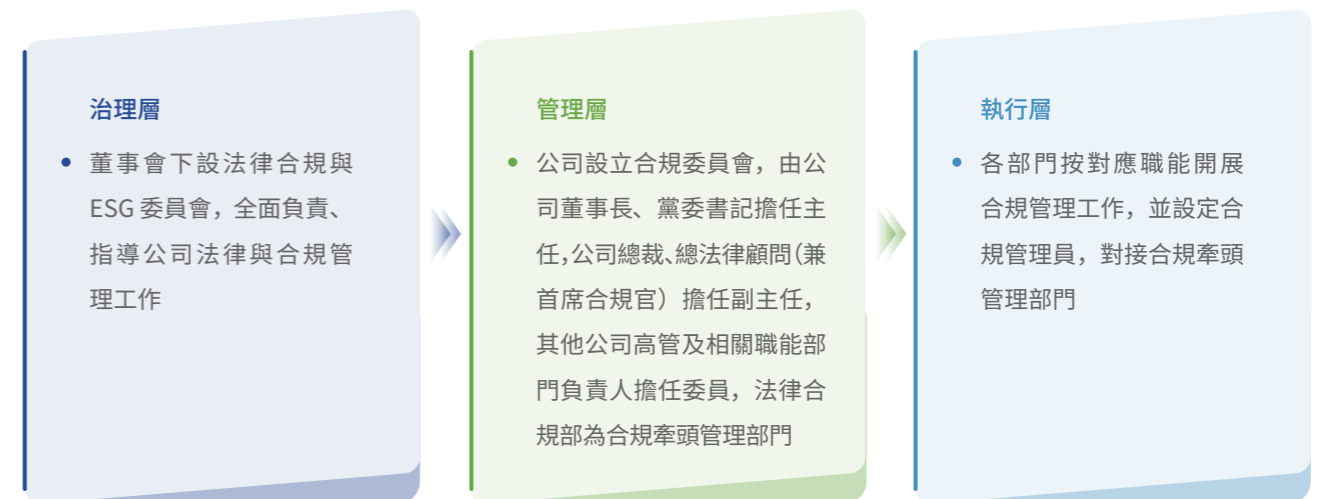 治理層
董事會下設法律合規與
ESG 委員會，全面負責、
指導公司法律與合規管
理工作
管理層
公司設立合規委員會，由公
司董事長、黨委書記擔任主
任，公司總裁、總法律顧問（兼
首席合規官）擔任副主任，
其他公司高管及相關職能部
門負責人擔任委員，法律合
規部為合規牽頭管理部門
執行層
各部門按對應職能開展
合規管理工作，並設定合
規管理員，對接合規牽頭
管理部門